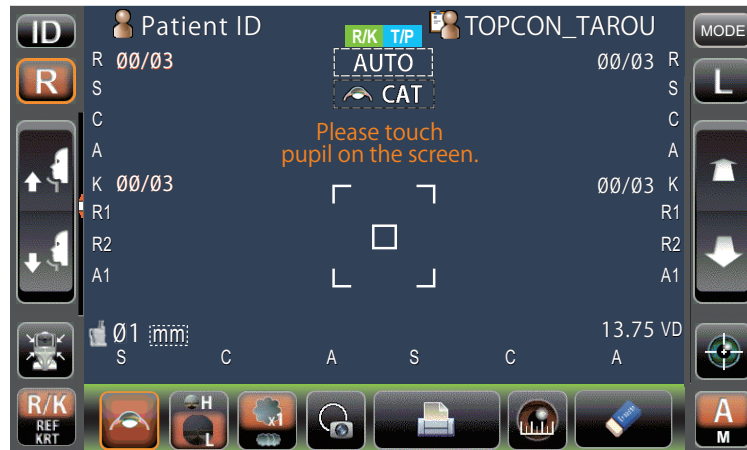 ID Patient ID R/K T/P TOPCON_TAROU MODE
R R 00/03 AUTO 00/03 R L
S CAT S
C Please touch C
A pupil on the screen. A
K 00/03 00/03 K
R1 R1
R2 R2
A1 A1
Ø1 mm 13.75 VD
S C A S C A
R/K H A
REF x1
KRT L M